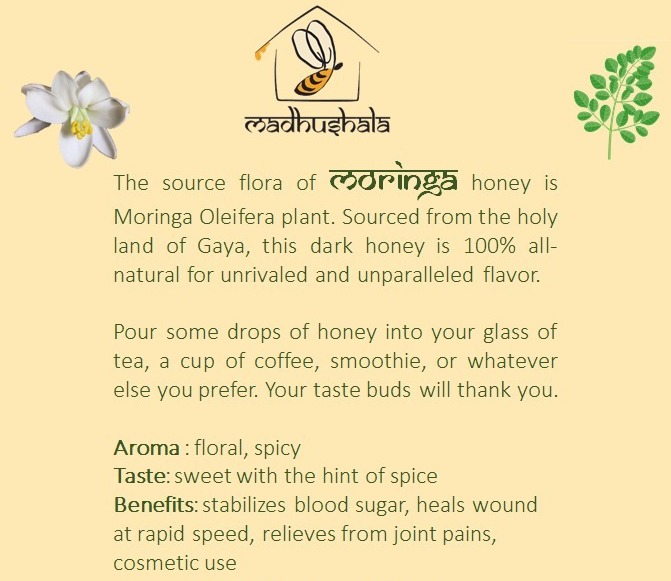 madhushala
The source flora of moringa honey is
Moringa Oleifera plant. Sourced from the holy
land of Gaya, this dark honey is 100% all-
natural for unrivaled and unparalleled flavor.
Pour some drops of honey into your glass of
tea, a cup of coffee, smoothie, or whatever
else you prefer. Your taste buds will thank you.
Aroma : floral, spicy
Taste: sweet with the hint of spice
Benefits: stabilizes blood sugar, heals wound
at rapid speed, relieves from joint pains,
cosmetic use